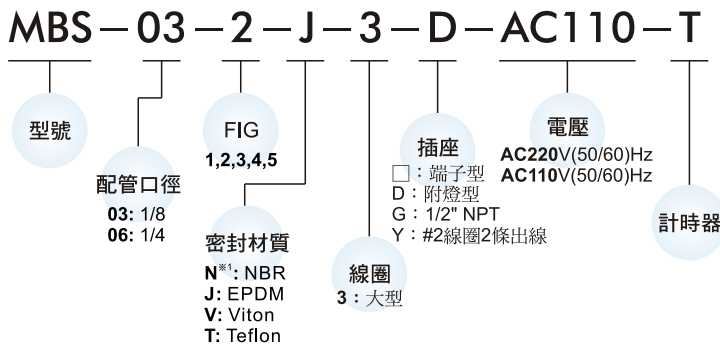 MBS-03-2-J-3-D-AC110-T
型號
配管口徑
03: 1/8
06: 1/4
FIG
1,2,3,4,5
密封材質
N※1: NBR
J: EPDM
V: Viton
T: Teflon
線圈
3：大型
插座
□：端子型
D：附燈型
G：1/2" NPT
Y：#2線圈2條出線
電壓
AC220V(50/60)Hz
AC110V(50/60)Hz
計時器